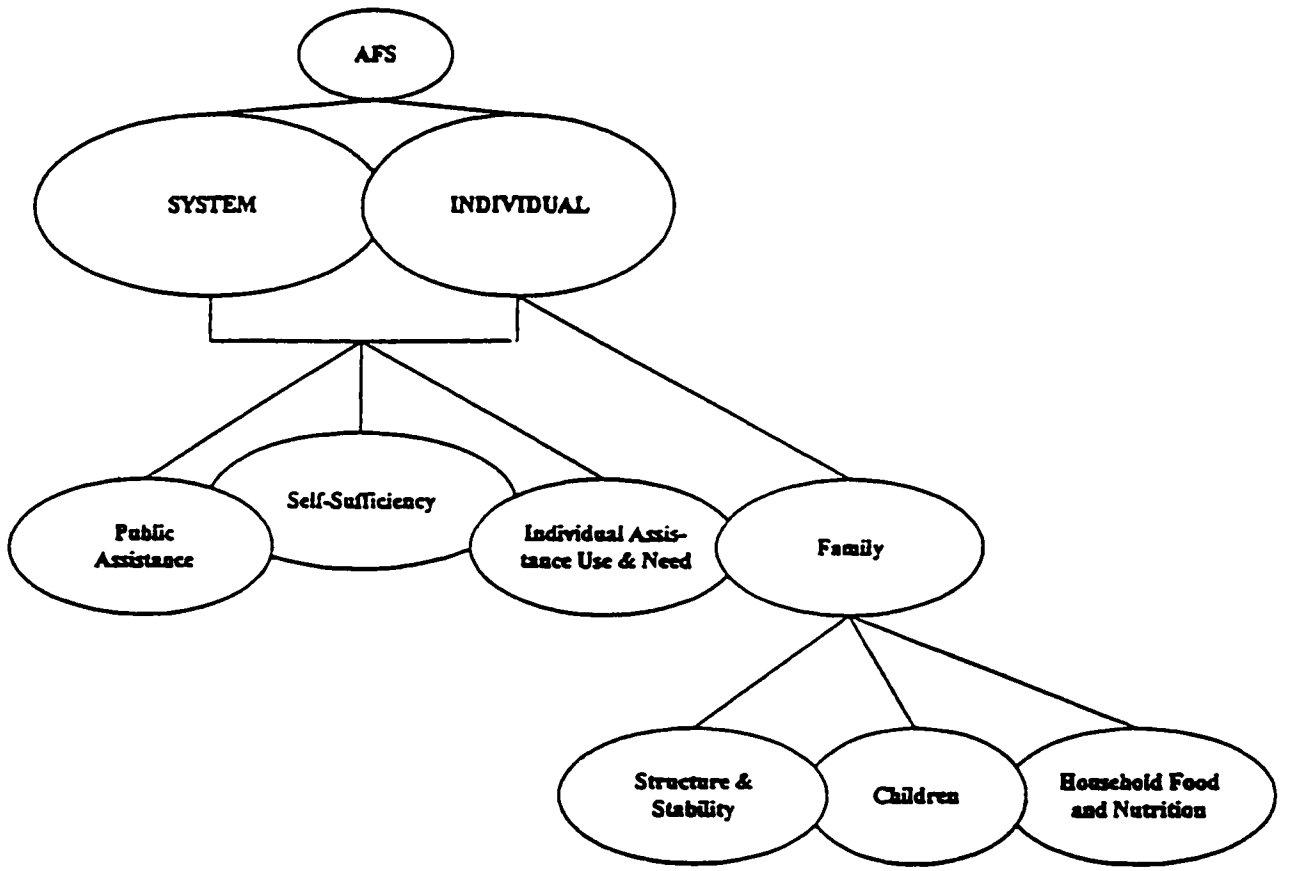 AFS
SYSTEM
INDIVIDUAL
Self-Sufficiency
Public
Assistance
Individual Assis-
tance Use & Need
Family
Structure &
Stability
Children
Household Food
and Nutrition